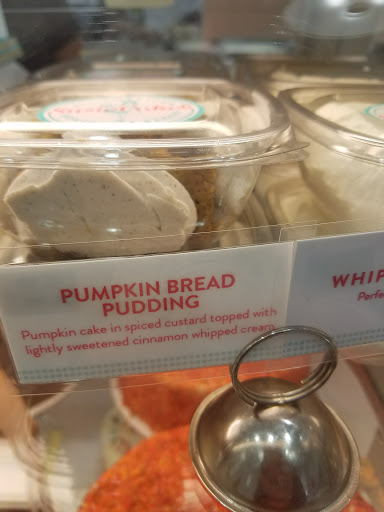 PUMPKIN BREAD
PUDDING
Pumpkin cake in spiced custard topped with
lightly sweetened cinnamon whipped cream
WHIP
Perfe